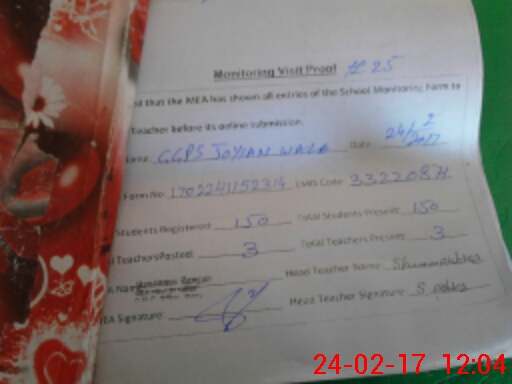 Monitoring Visit Proof # 25
that the MEA has shown all entries of the School Monitoring Form to
Teacher before its online submission.
GGPS JOYIAN WALA Date: 24/2/2017
Form No: 1702241152314 EMIS Code: 33220871
Students Registered: 150 Total Students Present: 150
Teachers Posted: 3 Total Teachers Present: 3
Head Teacher Name:
MEA Signature: Head Teacher Signature:
24-02-17 12:04